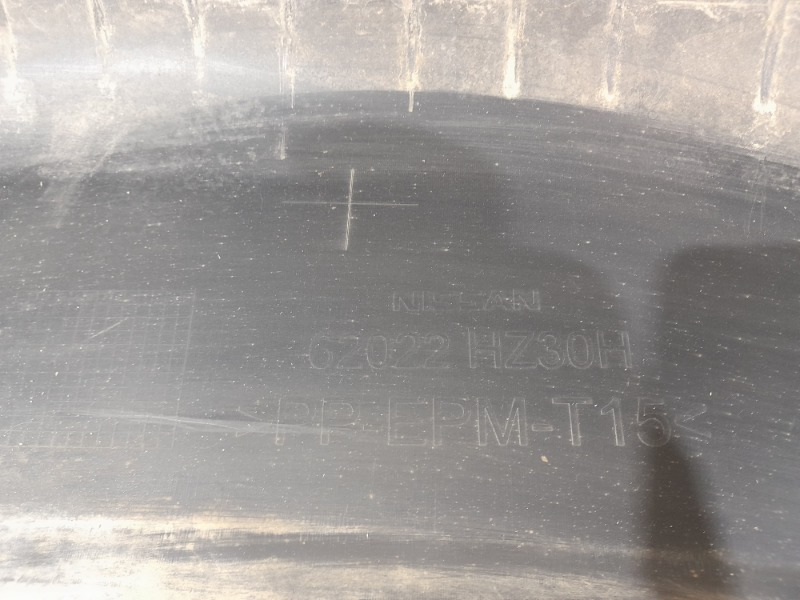 NISSAN
62022 HZ30H
>PP+EPM-T15<